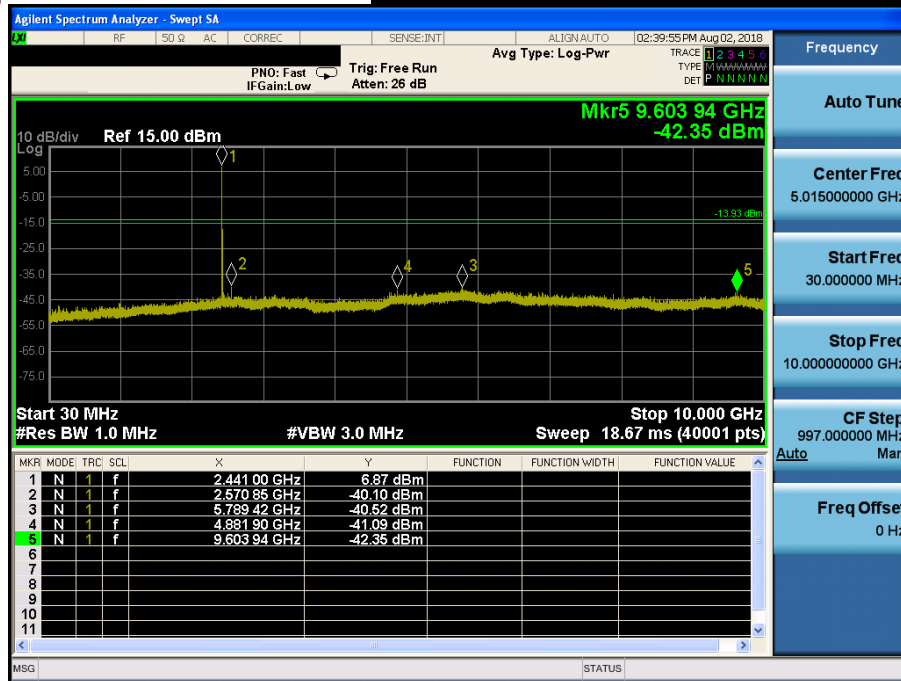 Agilent Spectrum Analyzer - Swept SA
LXI RF 50 Ω AC CORREC SENSE:INT ALIGN AUTO 02:39:55 PM Aug 02, 2018
PNO: Fast
IFGain:Low
Trig: Free Run
Atten: 26 dB
Avg Type: Log-Pwr
TRACE 1 2 3 4 5 6
TYPE M
DET P N N N N N
Mkr5 9.603 94 GHz
-42.35 dBm
10 dB/div Ref 15.00 dBm
Log
5.00
-5.00
-15.0
-25.0
-35.0
-45.0
-55.0
-65.0
-75.0
1
2
4
3
5
-13.93 dBm
Start 30 MHz Stop 10.000 GHz
#Res BW 1.0 MHz #VBW 3.0 MHz Sweep 18.67 ms (40001 pts)
MKR MODE TRC SCL X Y FUNCTION FUNCTION WIDTH FUNCTION VALUE
1 N 1 f 2.441 00 GHz 6.87 dBm
2 N 1 f 2.570 85 GHz -40.10 dBm
3 N 1 f 5.789 42 GHz -40.52 dBm
4 N 1 f 4.881 90 GHz -41.09 dBm
5 N 1 f 9.603 94 GHz -42.35 dBm
6
7
8
9
10
11
MSG STATUS
Frequency
Auto Tune
Center Freq
5.015000000 GHz
Start Freq
30.000000 MHz
Stop Freq
10.000000000 GHz
CF Step
997.000000 MHz
Auto Man
Freq Offset
0 Hz